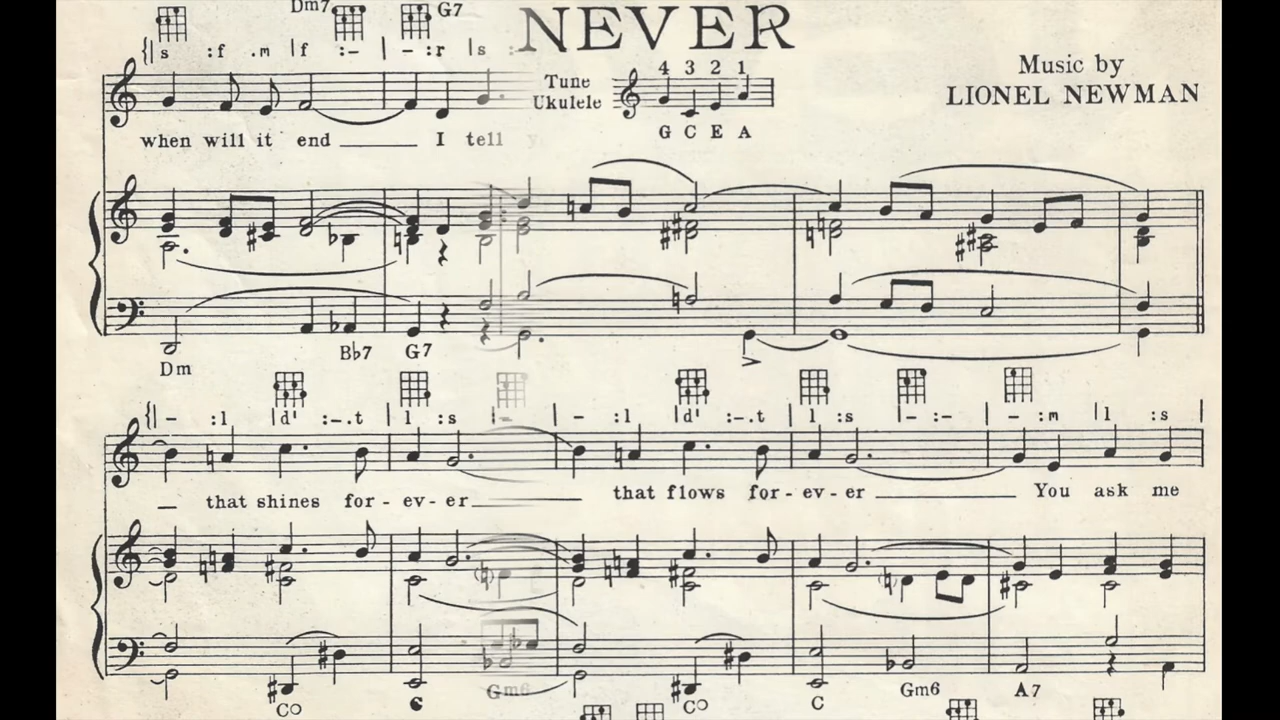 Dm7 G7 NEVER
{| s :f .m | f :- | - :r | s :
4 3 2 1
Music by
Tune
Ukulele
LIONEL NEWMAN
G C E A
when will it end I tell
Dm Bb7 G7
{| - :l | d' :-.t | l :s | - | - :l | d' :-.t | l :s | - :- | - :m | l :s |
that shines for-ev-er that flows for-ev-er You ask me
C° C Gm6 C° C Gm6 A7